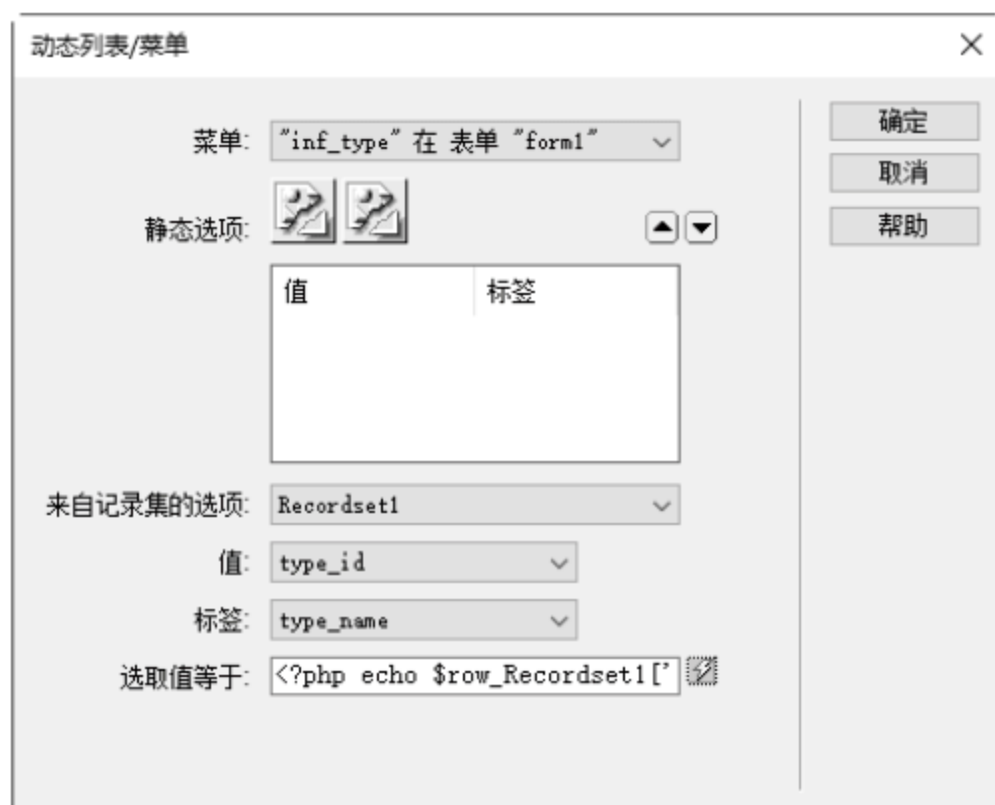 动态列表/菜单
菜单: "inf_type" 在 表单 "form1"
确定
取消
帮助
静态选项:
值 标签
来自记录集的选项: Recordset1
值: type_id
标签: type_name
选取值等于: <?php echo $row_Recordset1['